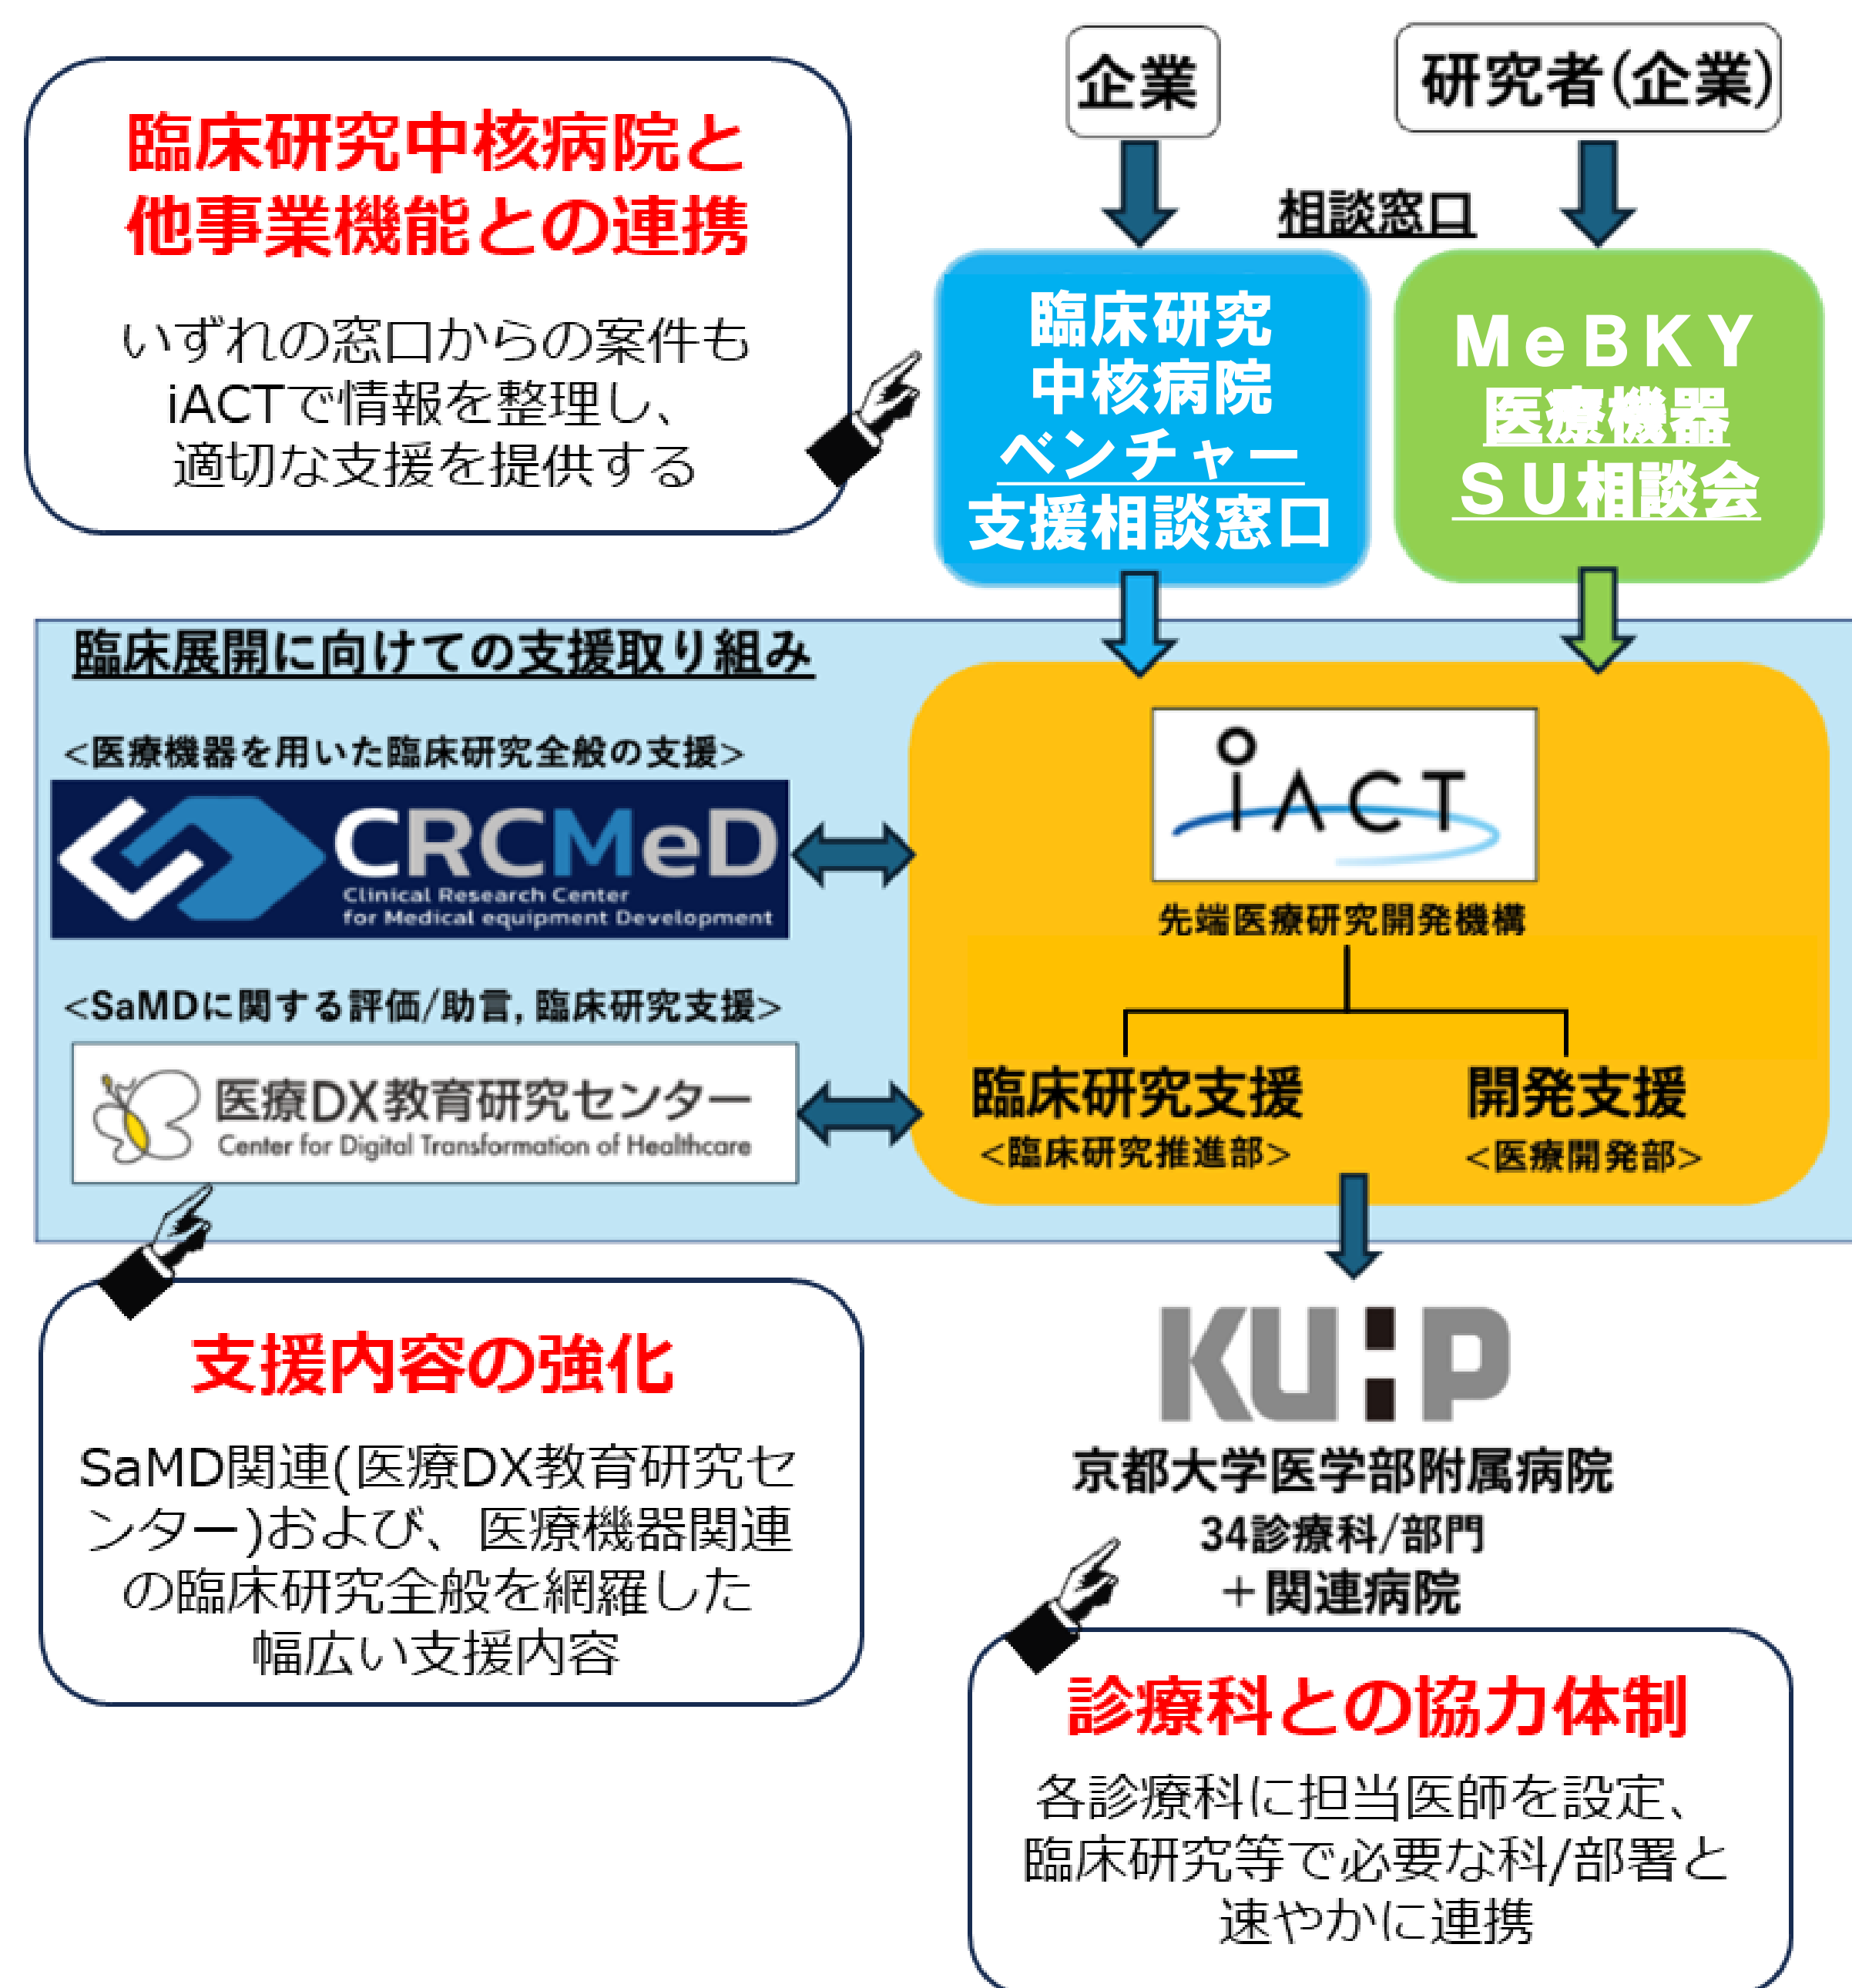 臨床研究中核病院と
他事業機能との連携
いずれの窓口からの案件も
iACTで情報を整理し、
適切な支援を提供する
企業
研究者(企業)
相談窓口
臨床研究
中核病院
ベンチャー
支援相談窓口
MeBKY
医療機器
SU相談会
臨床展開に向けての支援取り組み
<医療機器を用いた臨床研究全般の支援>
CRCMeD
Clinical Research Center
for Medical equipment Development
<SaMDに関する評価/助言,臨床研究支援>
医療DX教育研究センター
Center for Digital Transformation of Healthcare
iACT
先端医療研究開発機構
臨床研究支援
<臨床研究推進部>
開発支援
<医療開発部>
支援内容の強化
SaMD関連(医療DX教育研究セ
ンター)および、医療機器関連
の臨床研究全般を網羅した
幅広い支援内容
KUHP
京都大学医学部附属病院
34診療科/部門
＋関連病院
診療科との協力体制
各診療科に担当医師を設定、
臨床研究等で必要な科/部署と
速やかに連携